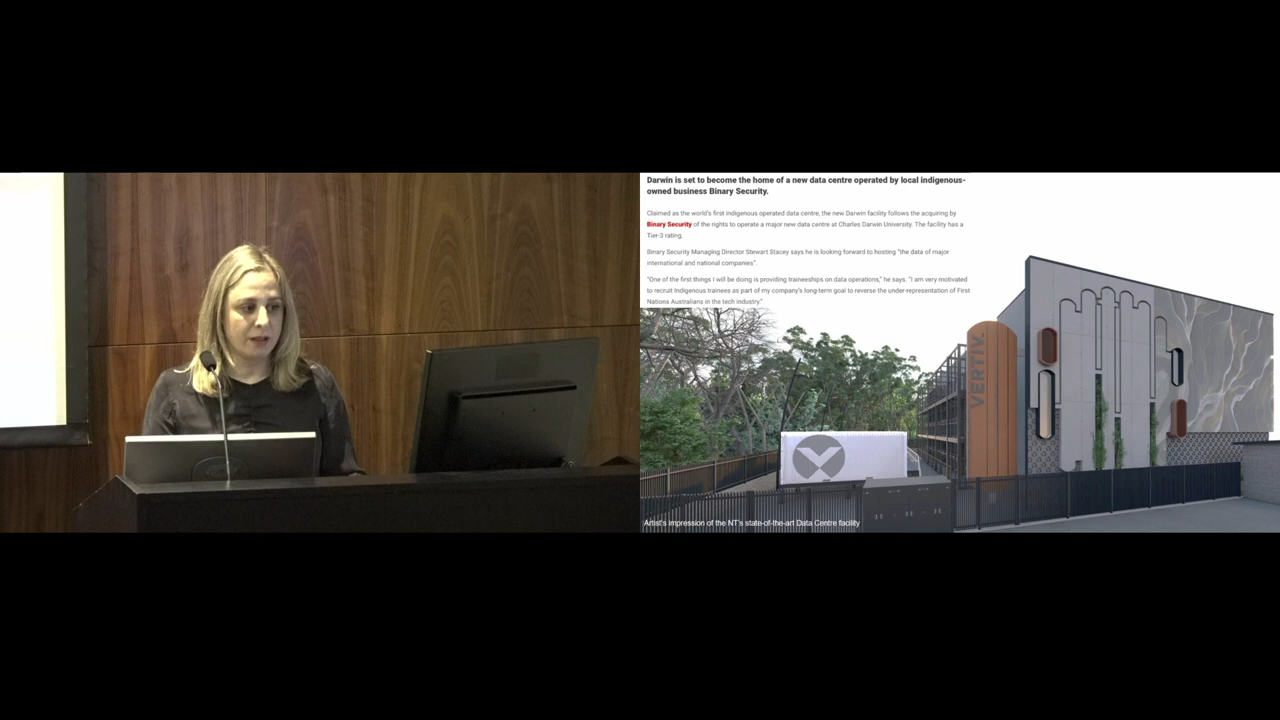 Darwin is set to become the home of a new data centre operated by local indigenous-
owned business Binary Security.
Claimed as the world's first indigenous operated data centre, the new Darwin facility follows the acquiring by
Binary Security of the rights to operate a major new data centre at Charles Darwin University. The facility has a
Tier-3 rating.
Binary Security Managing Director Stewart Stacey says he is looking forward to hosting "the data of major
international and national companies".
"One of the first things I will be doing is providing traineeships on data operations," he says. "I am very motivated
to recruit Indigenous trainees as part of my company's long-term goal to reverse the under-representation of First
Nations Australians in the tech industry."
VERTIV.
Artist's impression of the NT's state-of-the-art Data Centre facility